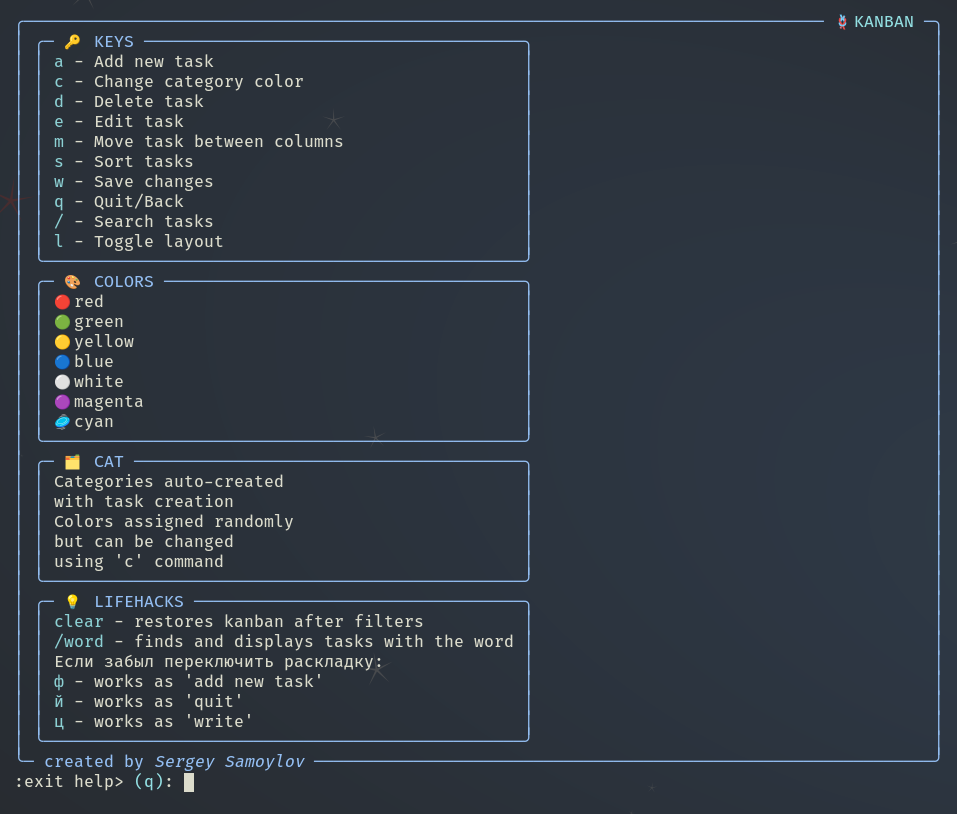 KANBAN
KEYS
a - Add new task
c - Change category color
d - Delete task
e - Edit task
m - Move task between columns
s - Sort tasks
w - Save changes
q - Quit/Back
/ - Search tasks
l - Toggle layout
COLORS
red
green
yellow
blue
white
magenta
cyan
CAT
Categories auto-created
with task creation
Colors assigned randomly
but can be changed
using 'c' command
LIFEHACKS
clear - restores kanban after filters
/word - finds and displays tasks with the word
Если забыл переключить раскладку:
ф - works as 'add new task'
й - works as 'quit'
ц - works as 'write'
created by Sergey Samoylov
:exit help> (q):